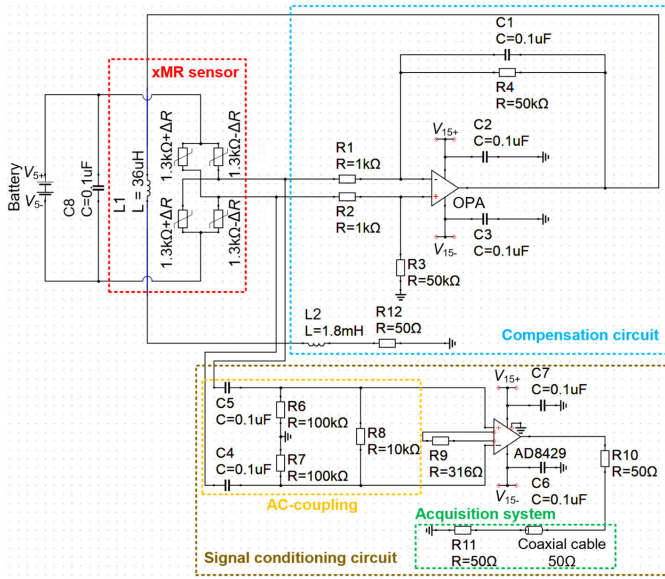 C1
C=0.1uF
R4
R=50kΩ
xMR sensor
V15+
C2
C=0.1uF
1.3kΩ+ΔR
1.3kΩ-ΔR
R1
R=1kΩ
Battery
V5+
V5-
C8
C=0.1uF
L1
L = 36uH
-
+
OPA
R2
R=1kΩ
1.3kΩ+ΔR
1.3kΩ-ΔR
C3
C=0.1uF
V15-
R3
R=50kΩ
L2
L=1.8mH
R12
R=50Ω
Compensation circuit
C5
C=0.1uF
R6
R=100kΩ
R8
R=10kΩ
C4
C=0.1uF
R7
R=100kΩ
AC-coupling
V15+
C7
C=0.1uF
+
-
R9
R=316Ω
AD8429
R10
R=50Ω
V15-
C6
C=0.1uF
Acquisition system
R11
R=50Ω
Coaxial cable
50Ω
Signal conditioning circuit